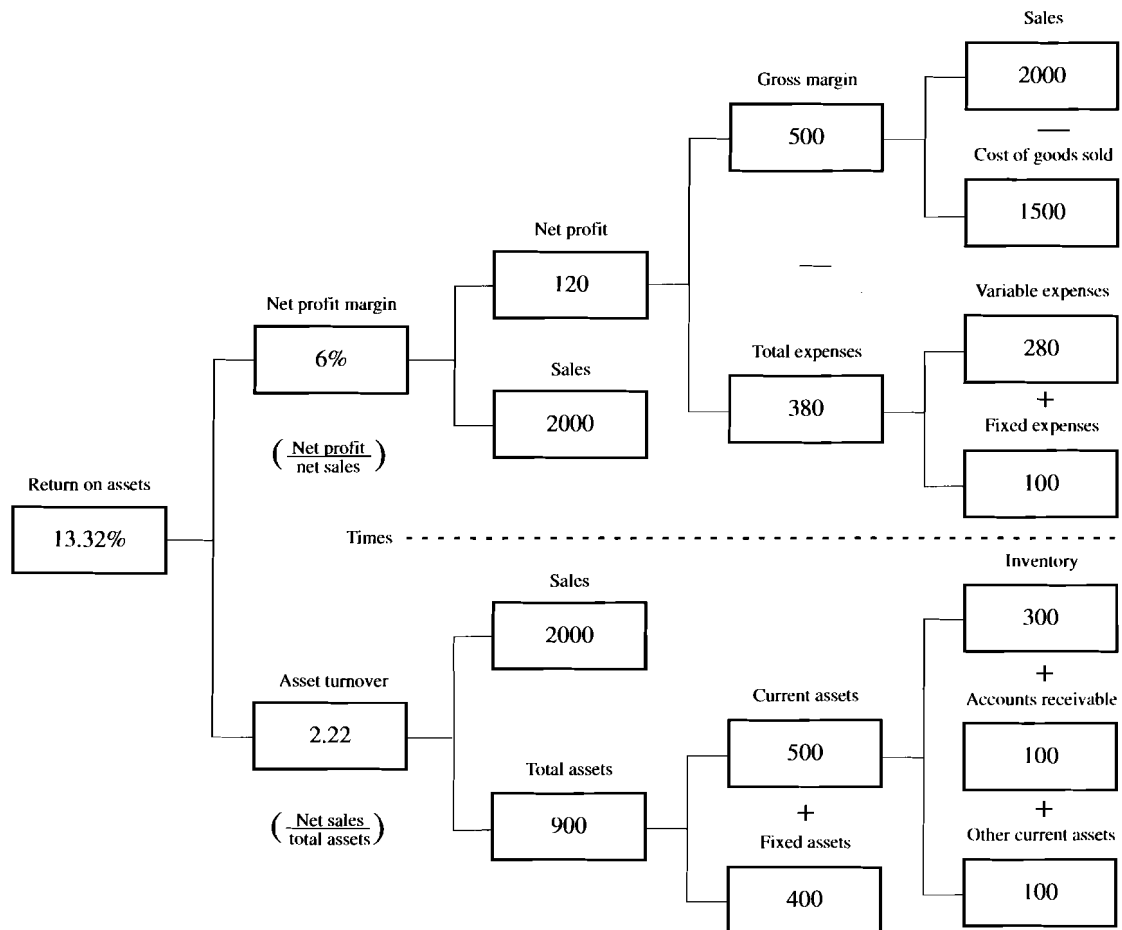 Sales
2000
Gross margin
500
—
Cost of goods sold
1500
Net profit
120
—
Variable expenses
280
Net profit margin
6%
Total expenses
380
+
Sales
2000
Fixed expenses
100
(Net profit
net sales)
Return on assets
13.32%
Times
Inventory
300
Sales
2000
+
Asset turnover
2.22
Current assets
500
Accounts receivable
100
Total assets
900
+
+
(Net sales
total assets)
Fixed assets
400
Other current assets
100